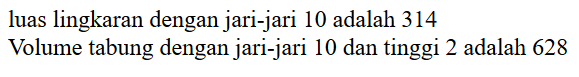 luas lingkaran dengan jari-jari 10 adalah 314
Volume tabung dengan jari-jari 10 dan tinggi 2 adalah 628